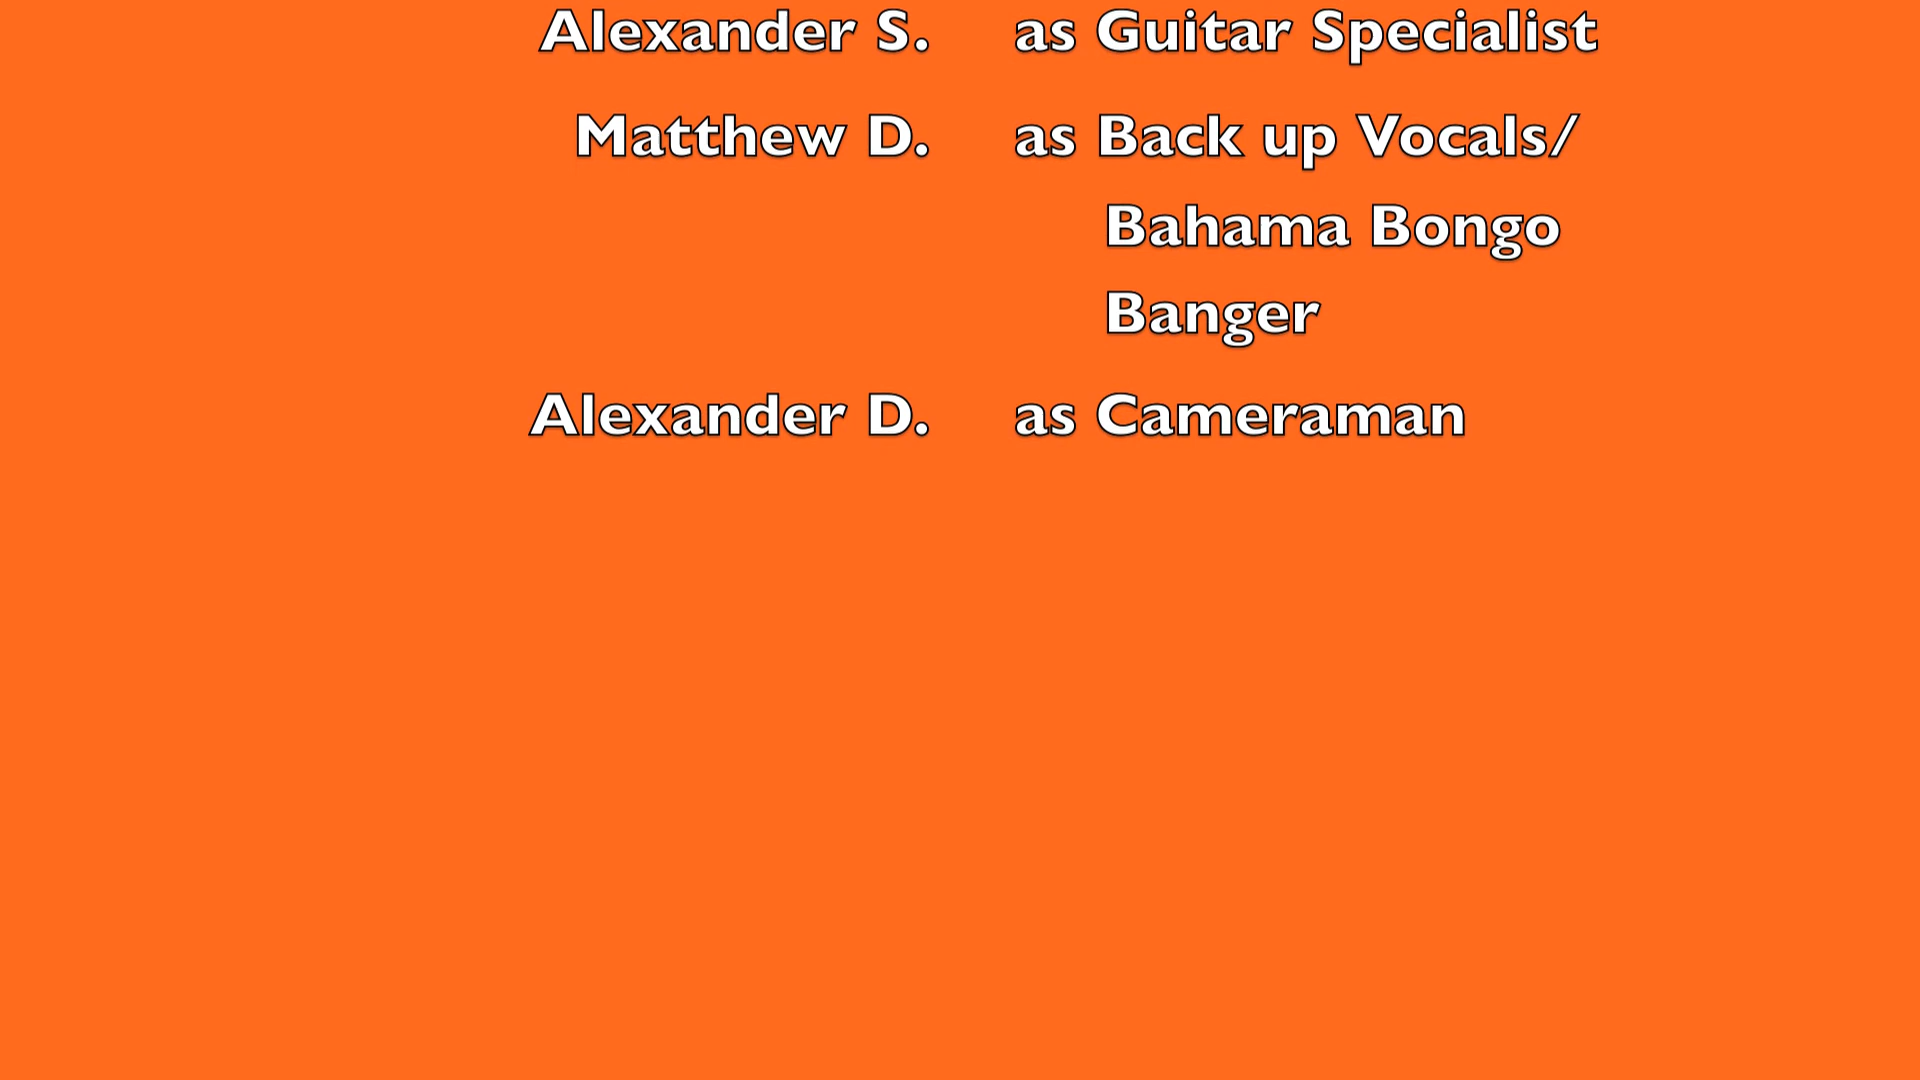 Alexander S. as Guitar Specialist
Matthew D. as Back up Vocals/
Bahama Bongo
Banger
Alexander D. as Cameraman